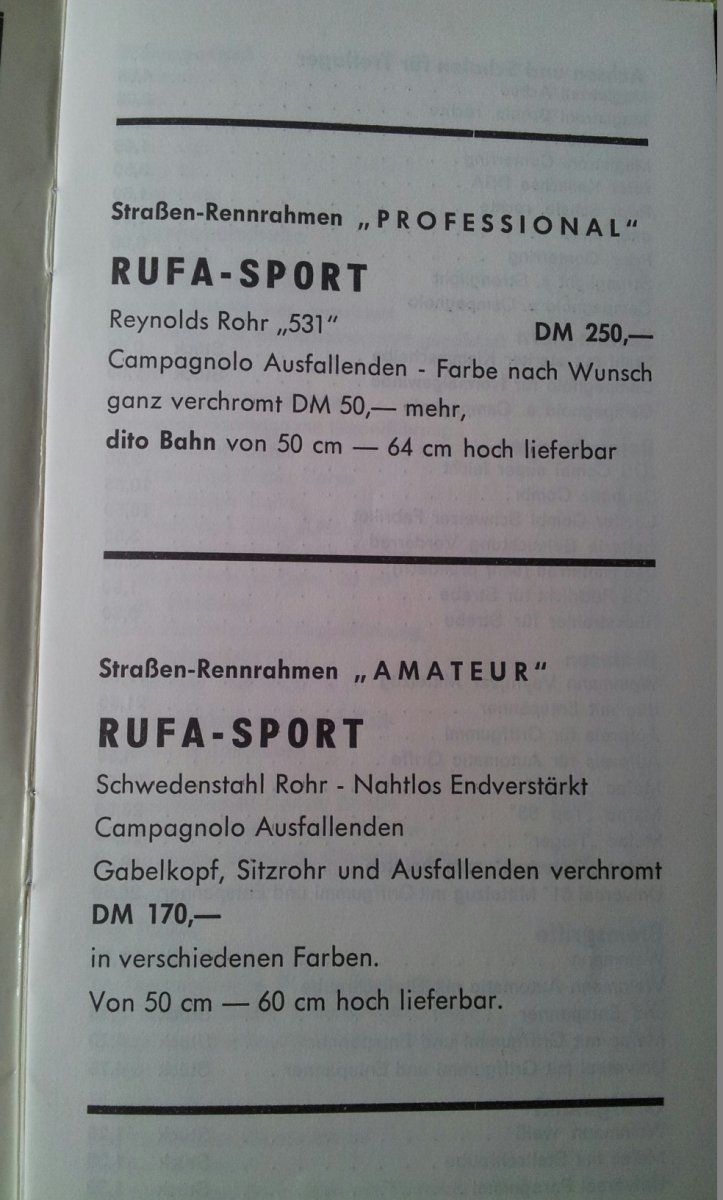 Straßen-Rennrahmen „PROFESSIONAL“
RUFA-SPORT
Reynolds Rohr „531“ DM 250,—
Campagnolo Ausfallenden - Farbe nach Wunsch
ganz verchromt DM 50,— mehr,
dito Bahn von 50 cm — 64 cm hoch lieferbar
Straßen-Rennrahmen „AMATEUR“
RUFA-SPORT
Schwedenstahl Rohr - Nahtlos Endverstärkt
Campagnolo Ausfallenden
Gabelkopf, Sitzrohr und Ausfallenden verchromt
DM 170,—
in verschiedenen Farben.
Von 50 cm — 60 cm hoch lieferbar.